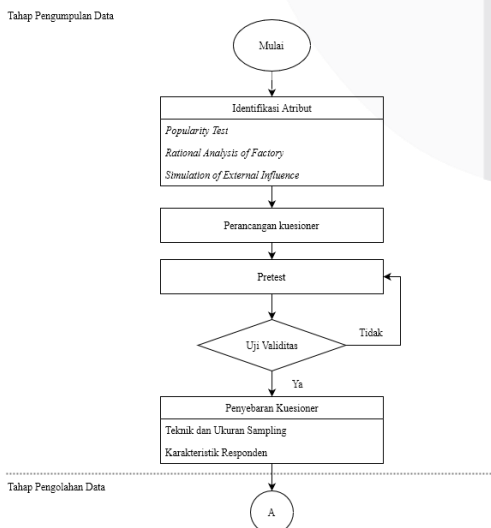 Tahap Pengumpulan Data
Mulai
Identifikasi Atribut
Popularity Test
Rational Analysis of Factory
Simulation of External Influence
Perancangan kuesioner
Pretest
Uji Validitas
Tidak
Ya
Penyebaran Kuesioner
Teknik dan Ukuran Sampling
Karakteristik Responden
Tahap Pengolahan Data
A